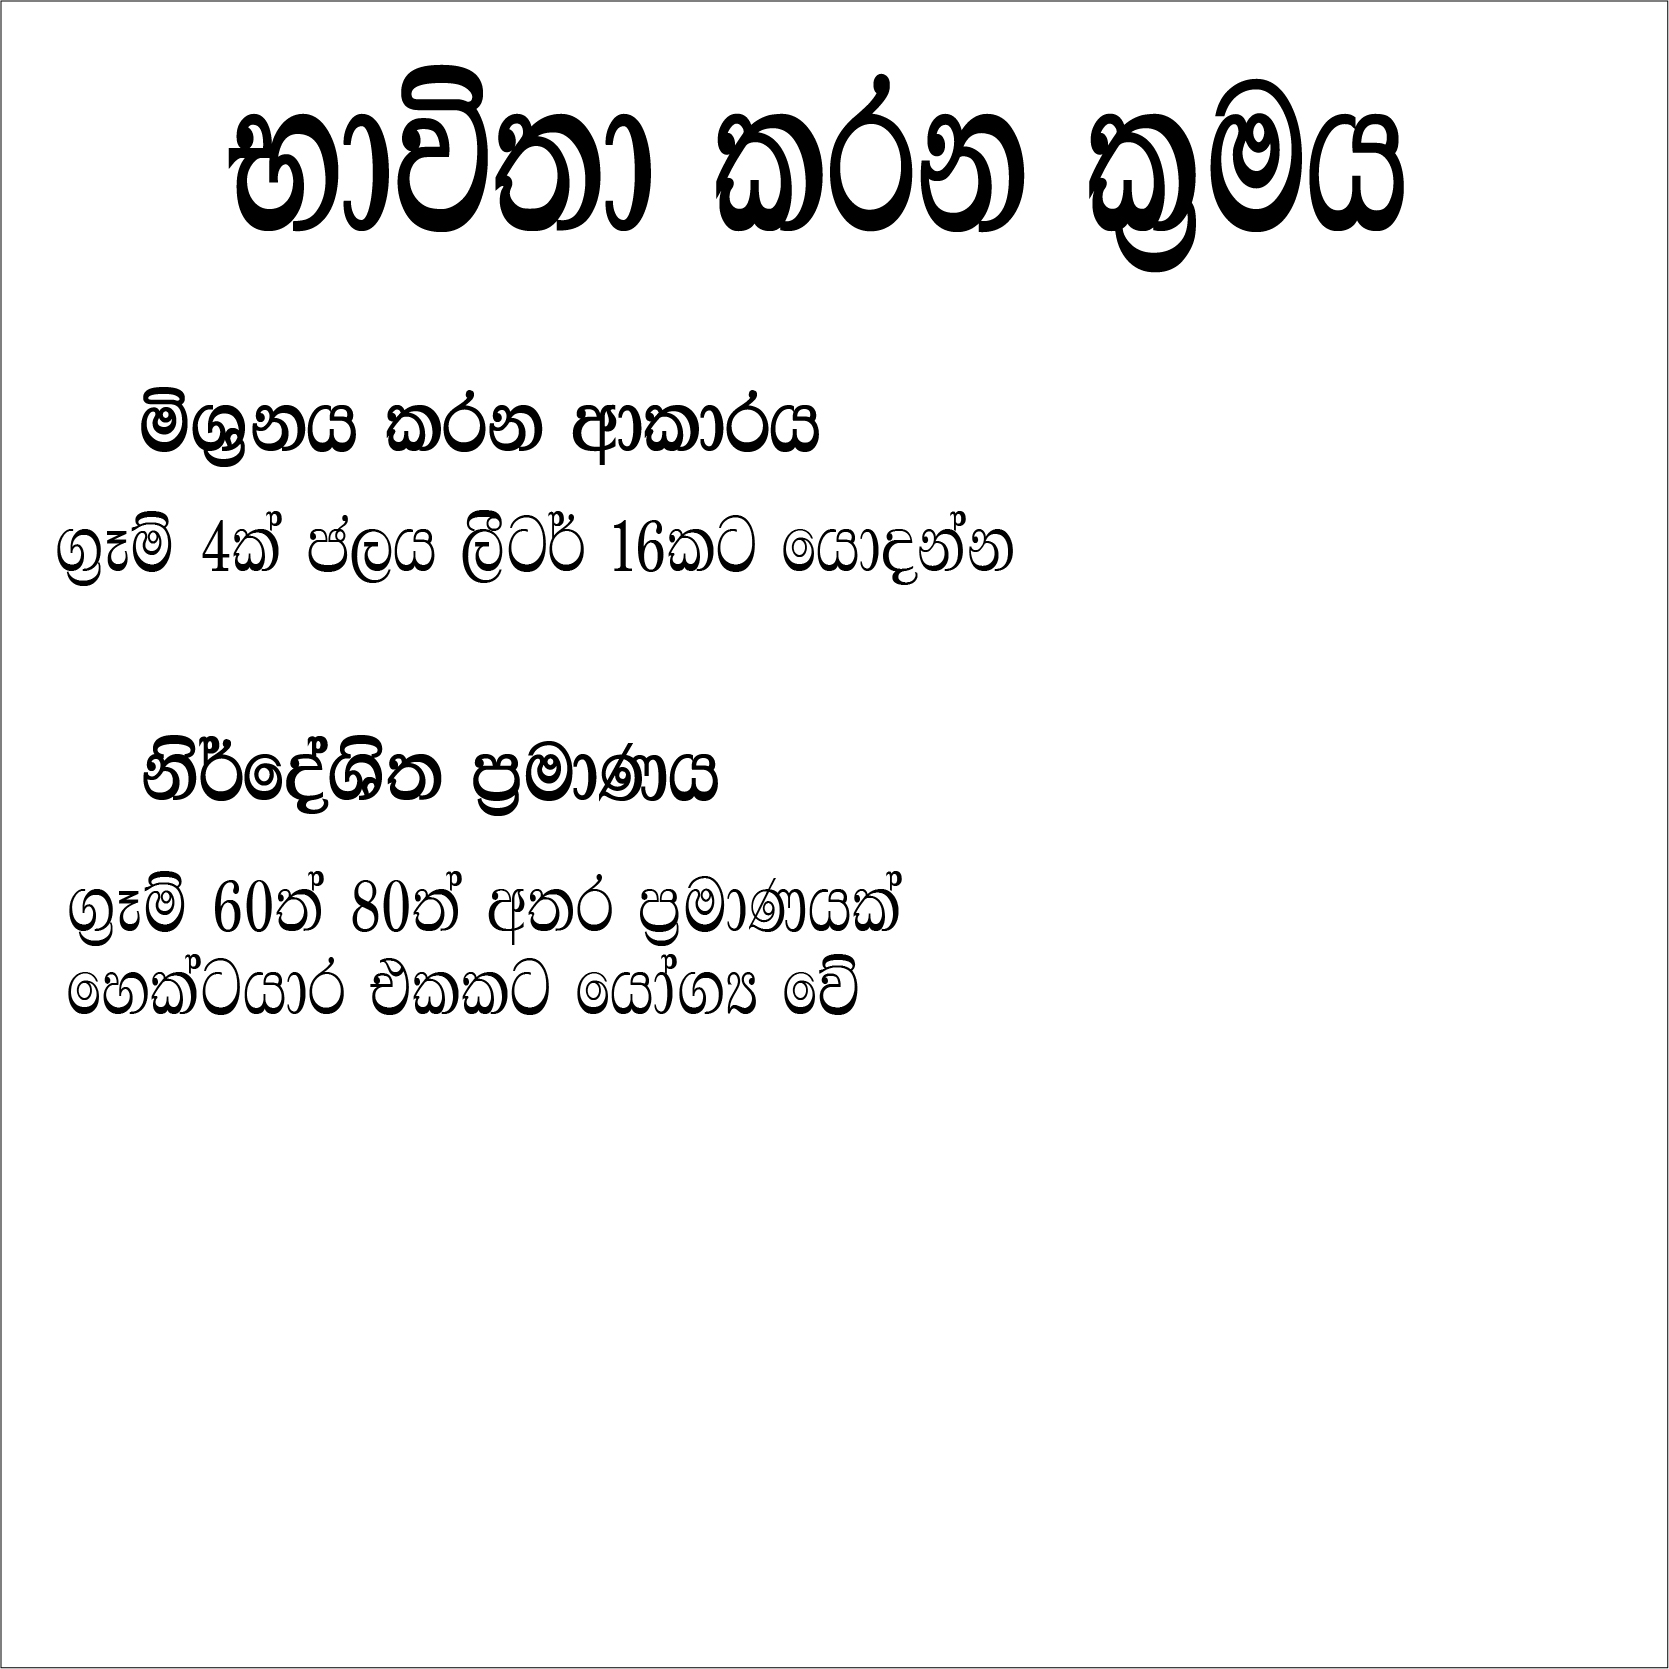 භාවිතා කරන ක්‍රමය
මිශ්‍රනය කරන ආකාරය
ග්‍රෑම් 4ක් ජලය ලීටර් 16කට යොදන්න
නිර්දේශිත ප්‍රමාණය
ග්‍රෑම් 60ත් 80ත් අතර ප්‍රමාණයක්
හෙක්ටයාර එකකට යෝග්‍ය වේ